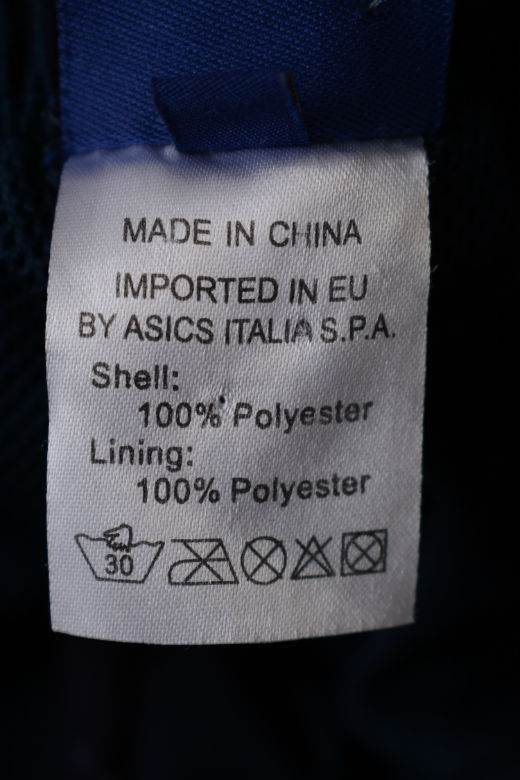 MADE IN CHINA
IMPORTED IN EU
BY ASICS ITALIA S.P.A.
Shell:
100% Polyester
Lining:
100% Polyester
30